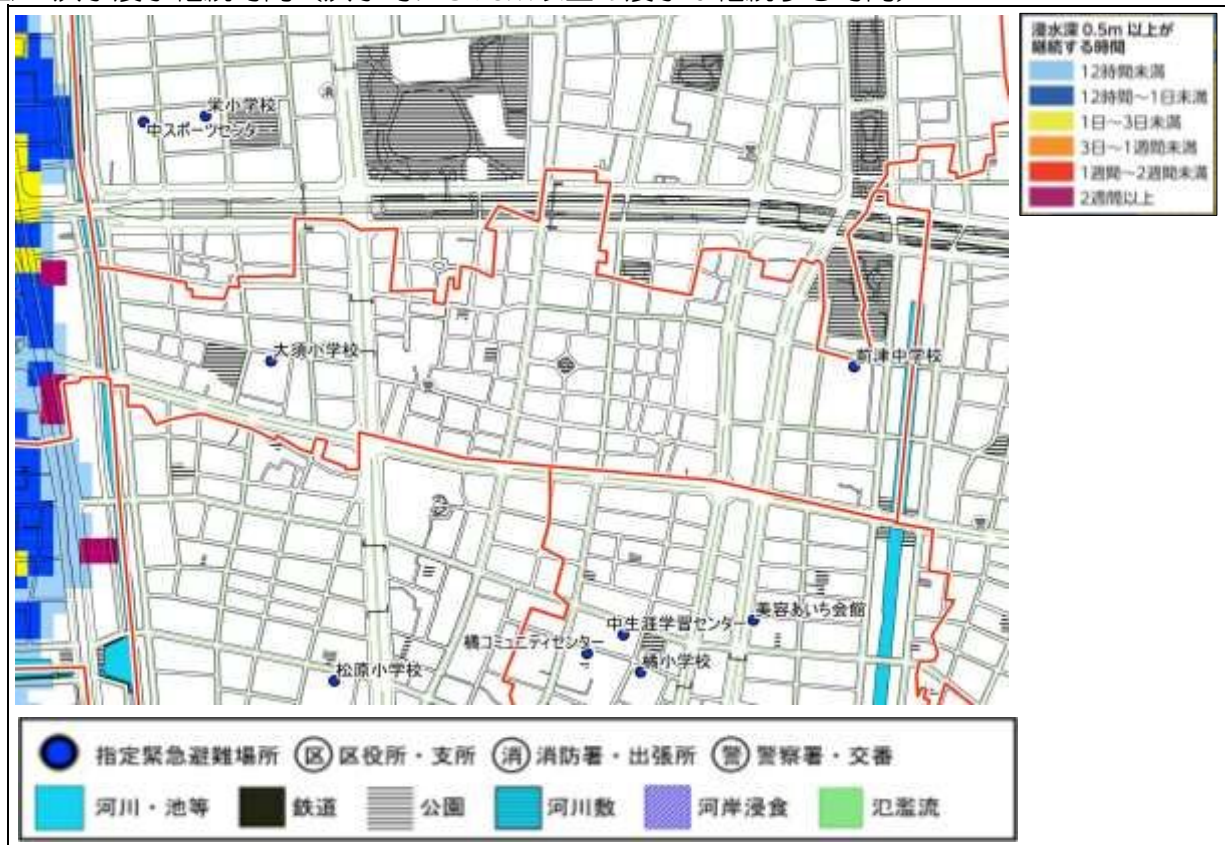 浸水深 0.5m 以上が
継続する時間
12時間未満
12時間～1日未満
1日～3日未満
3日～1週間未満
1週間～2週間未満
2週間以上
栄小学校
消
中スポーツセンター
警
大須小学校
前津中学校
警
警
美容あいち会館
中生涯学習センター
橘コミュニティセンター
橘小学校
松原小学校
指定緊急避難場所 区 区役所・支所 消 消防署・出張所 警 警察署・交番
河川・池等 鉄道 公園 河川敷 河岸浸食 氾濫流